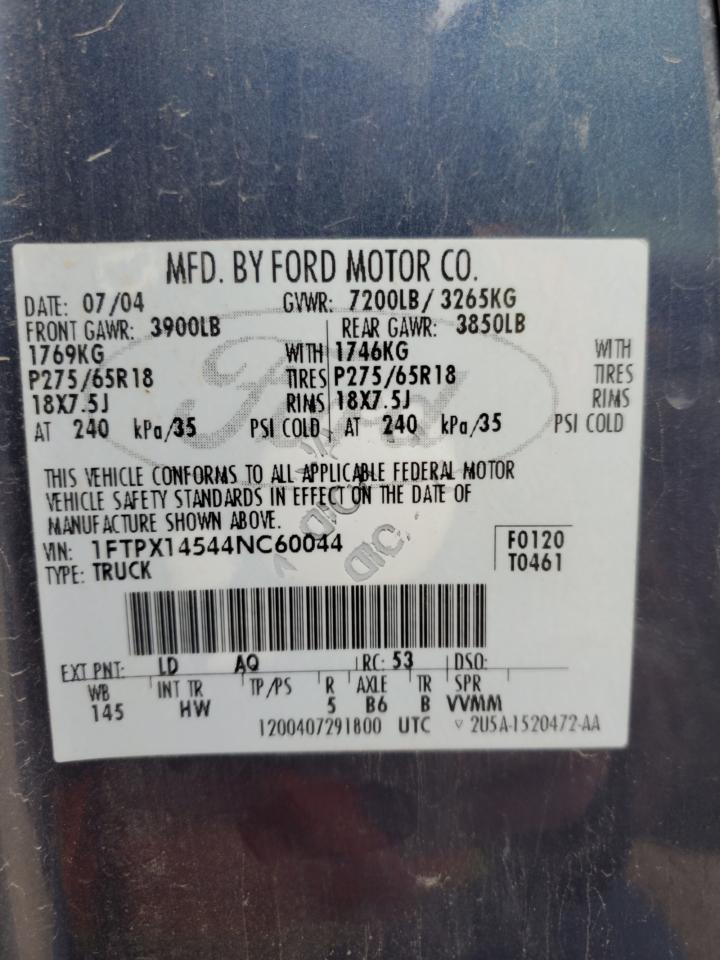 MFD. BY FORD MOTOR CO.
DATE: 07/04 GVWR: 7200LB/ 3265KG
FRONT GAWR: 3900LB REAR GAWR: 3850LB
1769KG WITH 1746KG WITH
P275/65R18 TIRES P275/65R18 TIRES
18X7.5J RIMS 18X7.5J RIMS
AT 240 kPa/35 PSI COLD AT 240 kPa/35 PSI COLD
Ford
THIS VEHICLE CONFORMS TO ALL APPLICABLE FEDERAL MOTOR
VEHICLE SAFETY STANDARDS IN EFFECT ON THE DATE OF
MANUFACTURE SHOWN ABOVE.
VIN: 1FTPX14544NC60044 F0120
TYPE: TRUCK T0461
EXT PNT: LD AQ RC: 53 DSO:
WB INT TR TP/PS R AXLE TR SPR
145 HW 5 B6 B VVMM
1200407291800 UTC ▽ 2U5A-1520472-AA